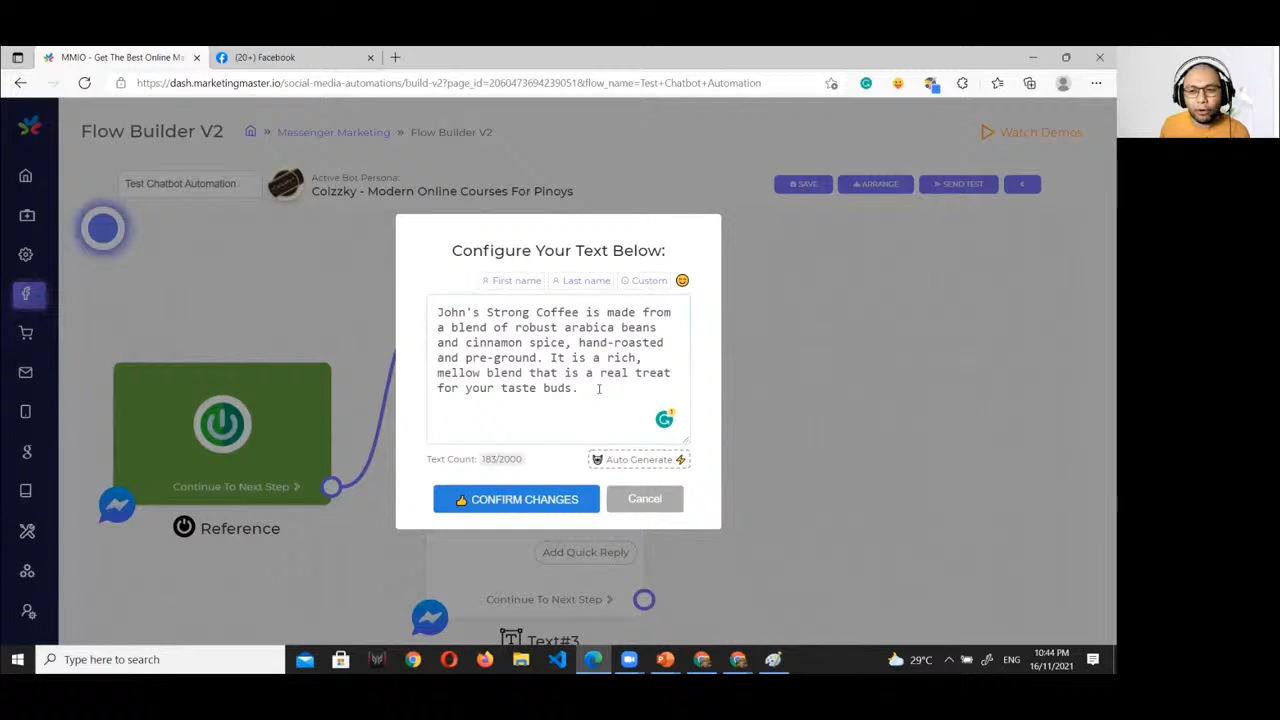 MMIO - Get The Best Online Ma
(20+) Facebook
https://dash.marketingmaster.io/social-media-automations/build-v2?page_id=2060473694239051&flow_name=Test+Chatbot+Automation
Flow Builder V2
» Messenger Marketing » Flow Builder V2
Watch Demos
Test Chatbot Automation
Active Bot Persona:
Colzzky - Modern Online Courses For Pinoys
SAVE
ARRANGE
SEND TEST
Configure Your Text Below:
First name
Last name
Custom
John's Strong Coffee is made from
a blend of robust arabica beans
and cinnamon spice, hand-roasted
and pre-ground. It is a rich,
mellow blend that is a real treat
for your taste buds.
1
Text Count: 183/2000
Auto Generate
CONFIRM CHANGES
Cancel
Continue To Next Step
Reference
Add Quick Reply
Continue To Next Step
Text#3
Type here to search
29°C
ENG
10:44 PM
16/11/2021